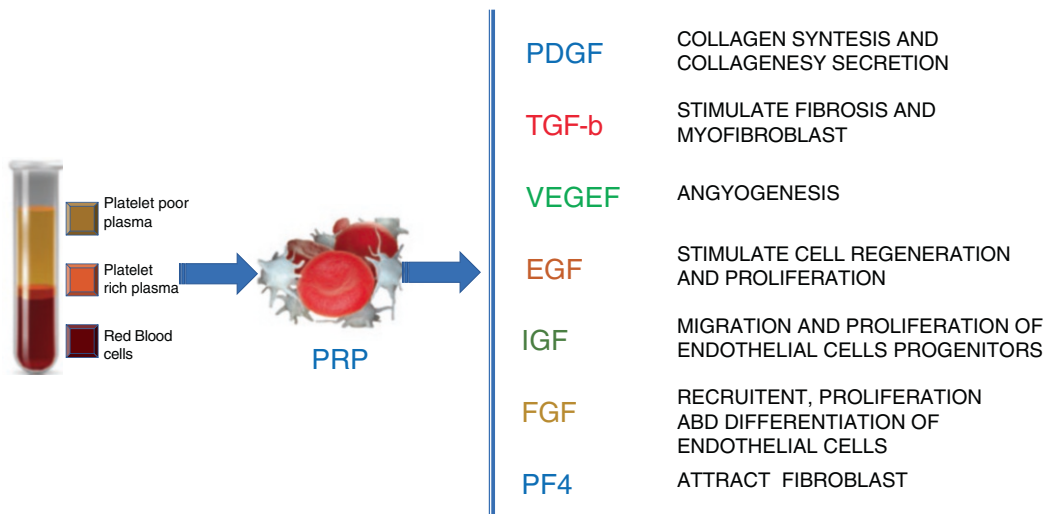 Platelet poor
plasma
Platelet
rich plasma
Red Blood
cells
PRP
PDGF
COLLAGEN SYNTESIS AND
COLLAGENESY SECRETION
TGF-b
STIMULATE FIBROSIS AND
MYOFIBROBLAST
VEGEF
ANGYOGENESIS
EGF
STIMULATE CELL REGENERATION
AND PROLIFERATION
IGF
MIGRATION AND PROLIFERATION OF
ENDOTHELIAL CELLS PROGENITORS
FGF
RECRUITENT, PROLIFERATION
ABD DIFFERENTIATION OF
ENDOTHELIAL CELLS
PF4
ATTRACT FIBROBLAST